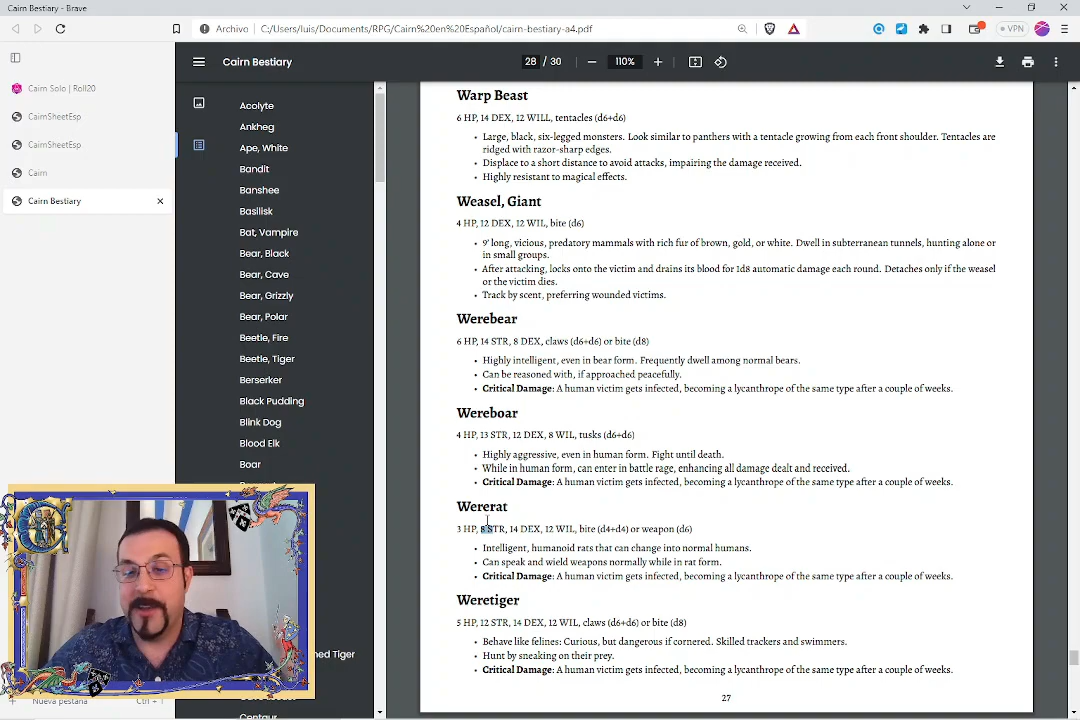 Cairn Bestiary - Brave
Archivo
C:/Users/luis/Documents/RPG/Cairn%20en%20Español/cairn-bestiary-a4.pdf
VPN
Cairn Solo | Roll20
CairnSheetEsp
CairnSheetEsp
Cairn
Cairn Bestiary
Nueva pestaña
Ctrl + T
Cairn Bestiary
28 / 30
110%
Acolyte
Ankheg
Ape, White
Bandit
Banshee
Basilisk
Bat, Vampire
Bear, Black
Bear, Cave
Bear, Grizzly
Bear, Polar
Beetle, Fire
Beetle, Tiger
Berserker
Black Pudding
Blink Dog
Blood Elk
Boar
hed Tiger
Centaur
Warp Beast
6 HP, 14 DEX, 12 WILL, tentacles (d6+d6)
• Large, black, six-legged monsters. Look similar to panthers with a tentacle growing from each front shoulder. Tentacles are
ridged with razor-sharp edges.
• Displace to a short distance to avoid attacks, impairing the damage received.
• Highly resistant to magical effects.
Weasel, Giant
4 HP, 12 DEX, 12 WIL, bite (d6)
• 9' long, vicious, predatory mammals with rich fur of brown, gold, or white. Dwell in subterranean tunnels, hunting alone or
in small groups.
• After attacking, locks onto the victim and drains its blood for 1d8 automatic damage each round. Detaches only if the weasel
or the victim dies.
• Track by scent, preferring wounded victims.
Werebear
6 HP, 14 STR, 8 DEX, claws (d6+d6) or bite (d8)
• Highly intelligent, even in bear form. Frequently dwell among normal bears.
• Can be reasoned with, if approached peacefully.
• Critical Damage: A human victim gets infected, becoming a lycanthrope of the same type after a couple of weeks.
Wereboar
4 HP, 13 STR, 12 DEX, 8 WIL, tusks (d6+d6)
• Highly aggressive, even in human form. Fight until death.
• While in human form, can enter in battle rage, enhancing all damage dealt and received.
• Critical Damage: A human victim gets infected, becoming a lycanthrope of the same type after a couple of weeks.
Wererat
3 HP, 8 STR, 14 DEX, 12 WIL, bite (d4+d4) or weapon (d6)
• Intelligent, humanoid rats that can change into normal humans.
• Can speak and wield weapons normally while in rat form.
• Critical Damage: A human victim gets infected, becoming a lycanthrope of the same type after a couple of weeks.
Weretiger
5 HP, 12 STR, 14 DEX, 12 WIL, claws (d6+d6) or bite (d8)
• Behave like felines: Curious, but dangerous if cornered. Skilled trackers and swimmers.
• Hunt by sneaking on their prey.
• Critical Damage: A human victim gets infected, becoming a lycanthrope of the same type after a couple of weeks.
27